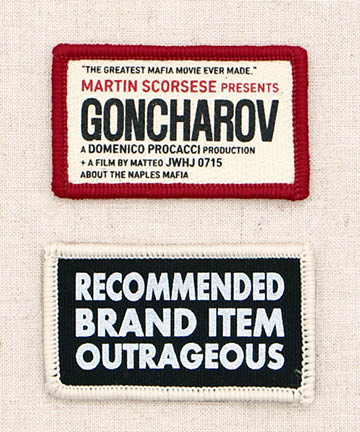 "THE GREATEST MAFIA MOVIE EVER MADE."
MARTIN SCORSESE PRESENTS
GONCHAROV
A DOMENICO PROCACCI PRODUCTION
+ A FILM BY MATTEO JWHJ 0715
ABOUT THE NAPLES MAFIA
RECOMMENDED
BRAND ITEM
OUTRAGEOUS